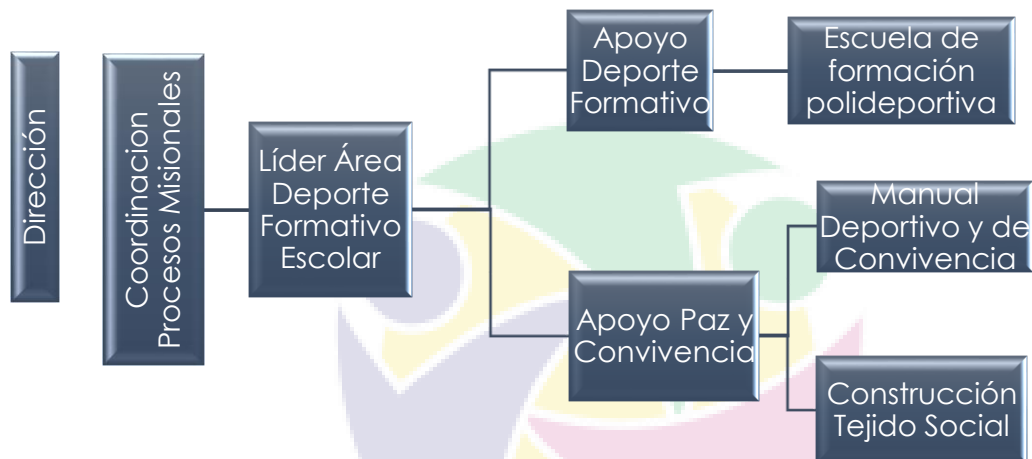 Dirección
Coordinacion
Procesos Misionales
Líder Área
Deporte
Formativo
Escolar
Apoyo
Deporte
Formativo
Escuela de
formación
polideportiva
Apoyo Paz y
Convivencia
Manual
Deportivo y de
Convivencia
Construcción
Tejido Social